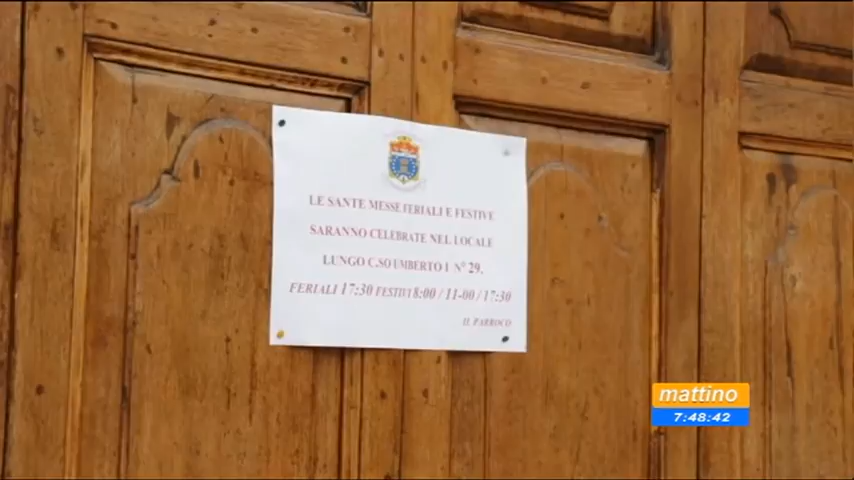 LE SANTE MESSE FERIALI E FESTIVE
SARANNO CELEBRATE NEL LOCALE
LUNGO C.SO UMBERTO I N° 29.
FERIALI 17:30 FESTIVI 8:00 / 11-00 / 17:30
IL PARROCO
mattino
7:48:42